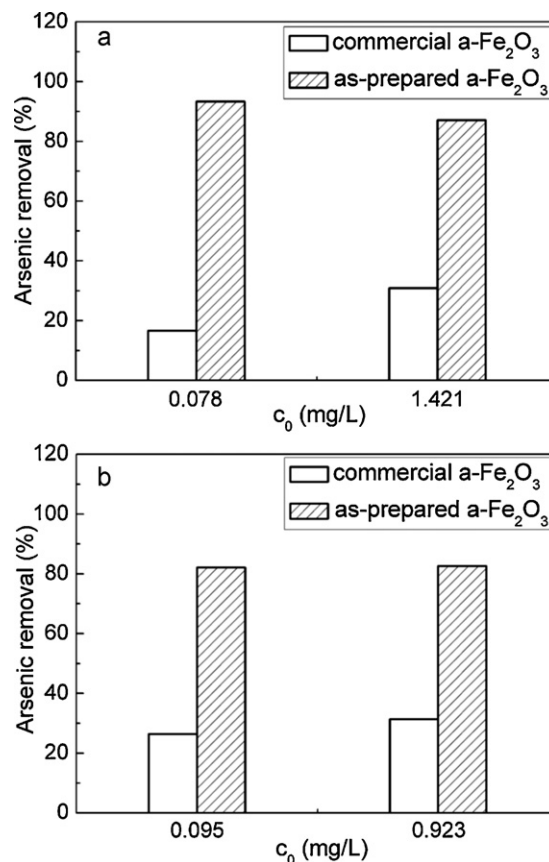 a
commercial a-Fe₂O₃
as-prepared a-Fe₂O₃
Arsenic removal (%)
120
100
80
60
40
20
0
0.078
1.421
c₀ (mg/L)
b
commercial a-Fe₂O₃
as-prepared a-Fe₂O₃
Arsenic removal (%)
120
100
80
60
40
20
0
0.095
0.923
c₀ (mg/L)